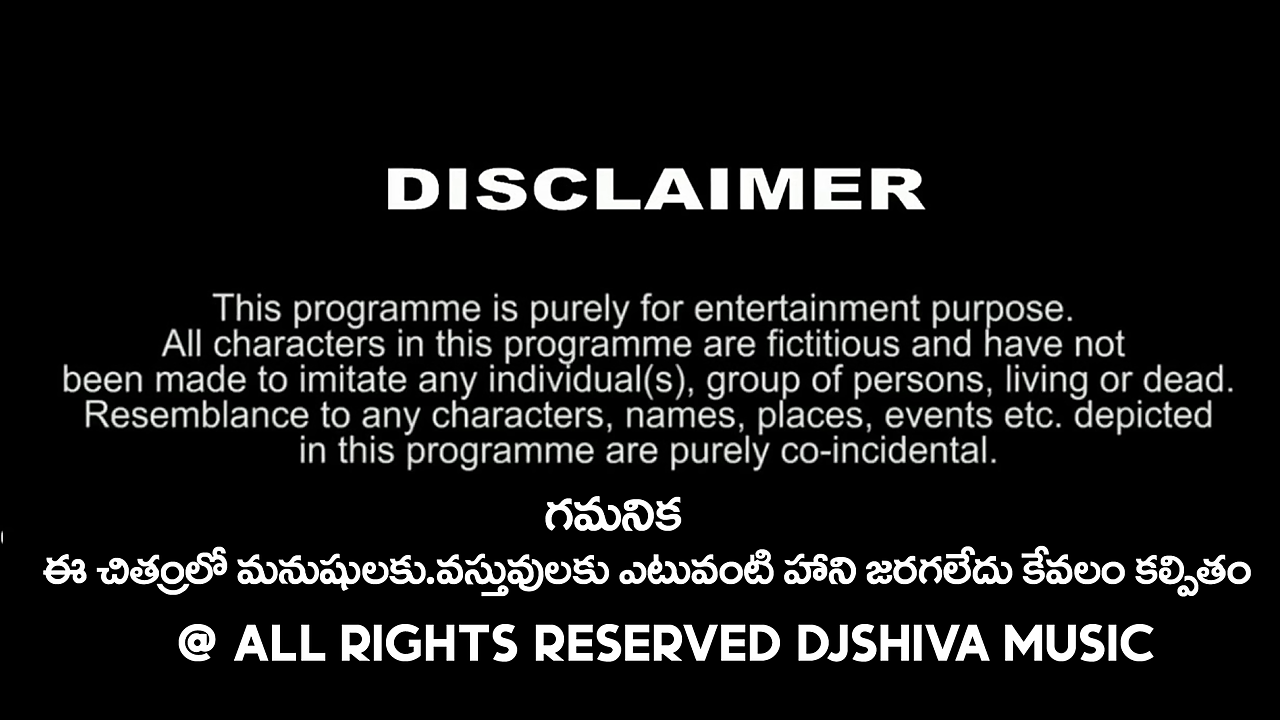 DISCLAIMER
This programme is purely for entertainment purpose.
All characters in this programme are fictitious and have not
been made to imitate any individual(s), group of persons, living or dead.
Resemblance to any characters, names, places, events etc. depicted
in this programme are purely co-incidental.
గమనిక
ఈ చిత్రంలో మనుషులకు.వస్తువులకు ఎటువంటి హాని జరగలేదు కేవలం కల్పితం
@ ALL RIGHTS RESERVED DJSHIVA MUSIC